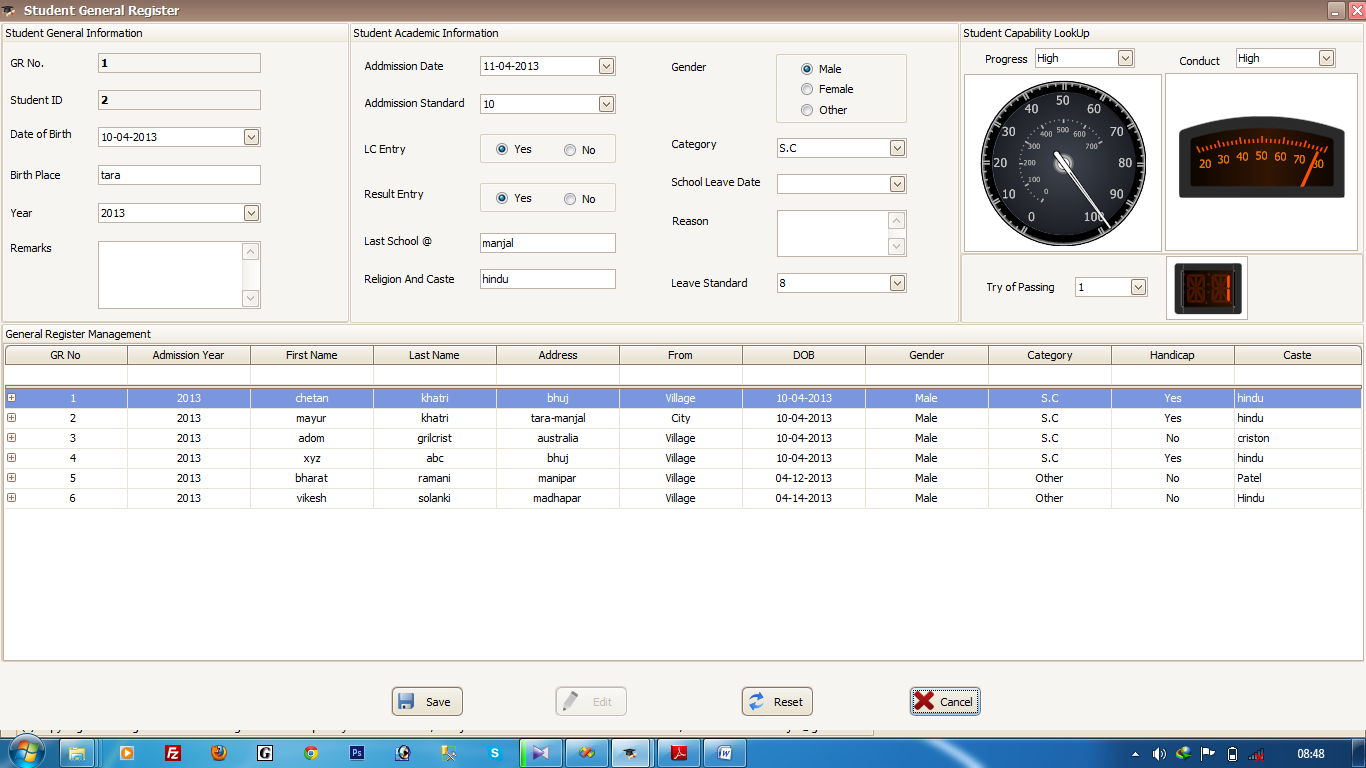 Student General Register
Student General Information
GR No. 1
Student ID 2
Date of Birth 10-04-2013
Birth Place tara
Year 2013
Remarks
Student Academic Information
Addmission Date 11-04-2013
Addmission Standard 10
LC Entry Yes No
Result Entry Yes No
Last School @ manjal
Religion And Caste hindu
Gender Male
Female
Other
Category S.C
School Leave Date
Reason
Leave Standard 8
Student Capability LookUp
Progress High Conduct High
0 10 20 30 40 50 60 70 80 90 100
0 100 200 300 400 500 600 700
20 30 40 50 60 70 80
Try of Passing 1 1
General Register Management
GR No Admission Year First Name Last Name Address From DOB Gender Category Handicap Caste
1 2013 chetan khatri bhuj Village 10-04-2013 Male S.C Yes hindu
2 2013 mayur khatri tara-manjal City 10-04-2013 Male S.C Yes hindu
3 2013 adom grilcrist australia Village 10-04-2013 Male S.C No criston
4 2013 xyz abc bhuj Village 10-04-2013 Male S.C Yes hindu
5 2013 bharat ramani manipar Village 04-12-2013 Male Other No Patel
6 2013 vikesh solanki madhapar Village 04-14-2013 Male Other No Hindu
Save Edit Reset Cancel
Fz G Ps S W 08:48